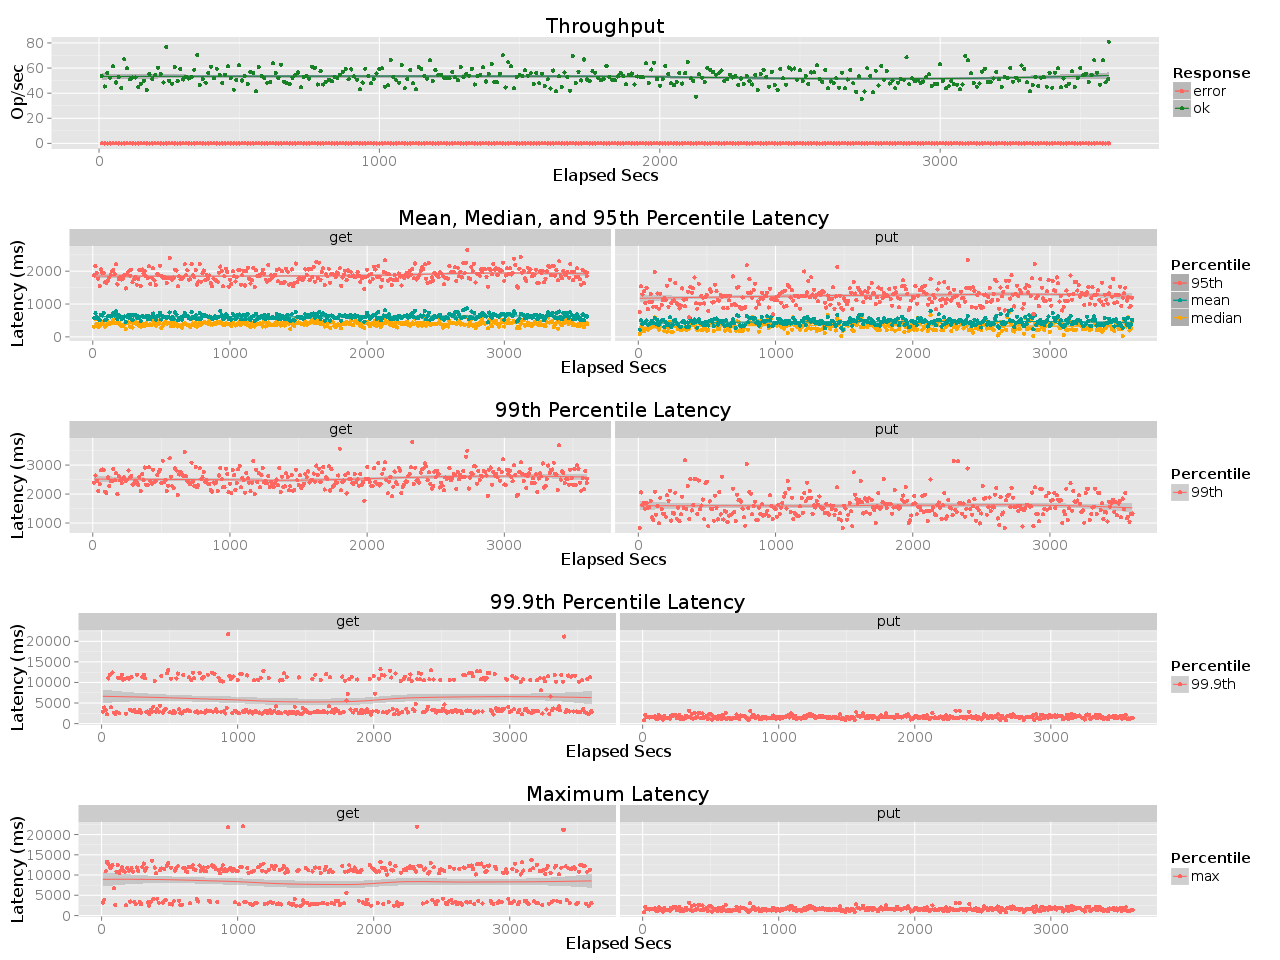 Throughput
80
60
40
20
0
Op/sec
0 1000 2000 3000
Elapsed Secs
Response
error
ok
Mean, Median, and 95th Percentile Latency
get put
2000
1000
0
Latency (ms)
0 1000 2000 3000 0 1000 2000 3000
Elapsed Secs
Percentile
95th
mean
median
99th Percentile Latency
get put
3000
2000
1000
Latency (ms)
0 1000 2000 3000 0 1000 2000 3000
Elapsed Secs
Percentile
99th
99.9th Percentile Latency
get put
20000
15000
10000
5000
0
Latency (ms)
0 1000 2000 3000 0 1000 2000 3000
Elapsed Secs
Percentile
99.9th
Maximum Latency
get put
20000
15000
10000
5000
0
Latency (ms)
0 1000 2000 3000 0 1000 2000 3000
Elapsed Secs
Percentile
max